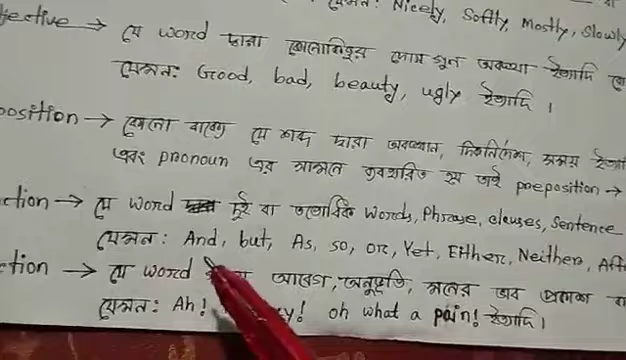 যেমন: Nicely, Softly, Mostly, Slowly
jective → যে word দ্বারা কোনোকিছুর দোষ গুন অবস্থা ইত্যাদি
যেমন: Good, bad, beauty, ugly ইত্যাদি।
position → কোনো বাক্যে যে শব্দ দ্বারা অবস্থান, দিকনির্দেশ, সময়
এবং pronoun এর সামনে ব্যবহারিত হয় তাই preposition →
ction → যে word দুই বা ততোধিক words, Phrase, clauses, Sentence
যেমন: And, but, As, so, or, Yet, Either, Neither,
ction → যে word আবেগ, অনুভূতি, মনের ভাব প্রকাশ
যেমন: Ah! oh what a pain! ইত্যাদি।